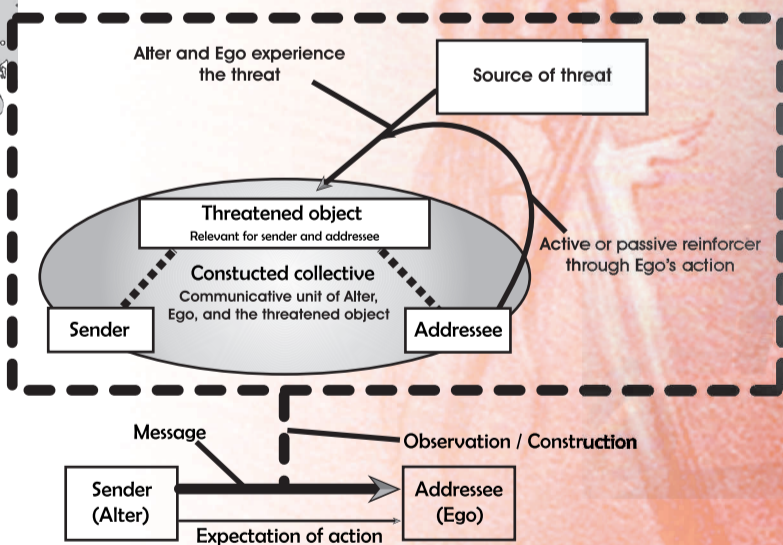 Alter and Ego experience
the threat
Source of threat
Threatened object
Relevant for sender and addressee
Constucted collective
Communicative unit of Alter,
Ego, and the threatened object
Active or passive reinforcer
through Ego's action
Sender
Addressee
Message
Observation / Construction
Sender
(Alter)
Addressee
(Ego)
Expectation of action